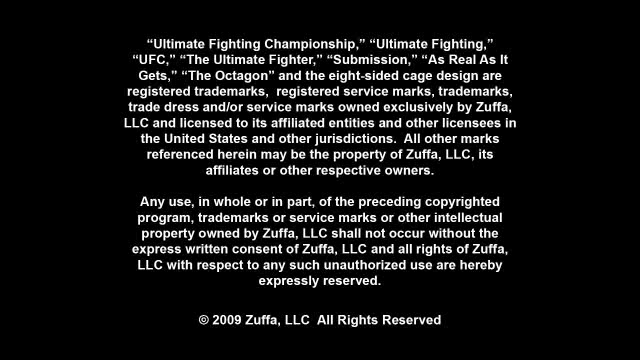 “Ultimate Fighting Championship,” “Ultimate Fighting,”
“UFC,” “The Ultimate Fighter,” “Submission,” “As Real As It
Gets,” “The Octagon” and the eight-sided cage design are
registered trademarks,  registered service marks, trademarks,
trade dress and/or service marks owned exclusively by Zuffa,
LLC and licensed to its affiliated entities and other licensees in
the United States and other jurisdictions.  All other marks
referenced herein may be the property of Zuffa, LLC, its
affiliates or other respective owners.
Any use, in whole or in part, of the preceding copyrighted
program, trademarks or service marks or other intellectual
property owned by Zuffa, LLC shall not occur without the
express written consent of Zuffa, LLC and all rights of Zuffa,
LLC with respect to any such unauthorized use are hereby
expressly reserved.
© 2009 Zuffa, LLC  All Rights Reserved